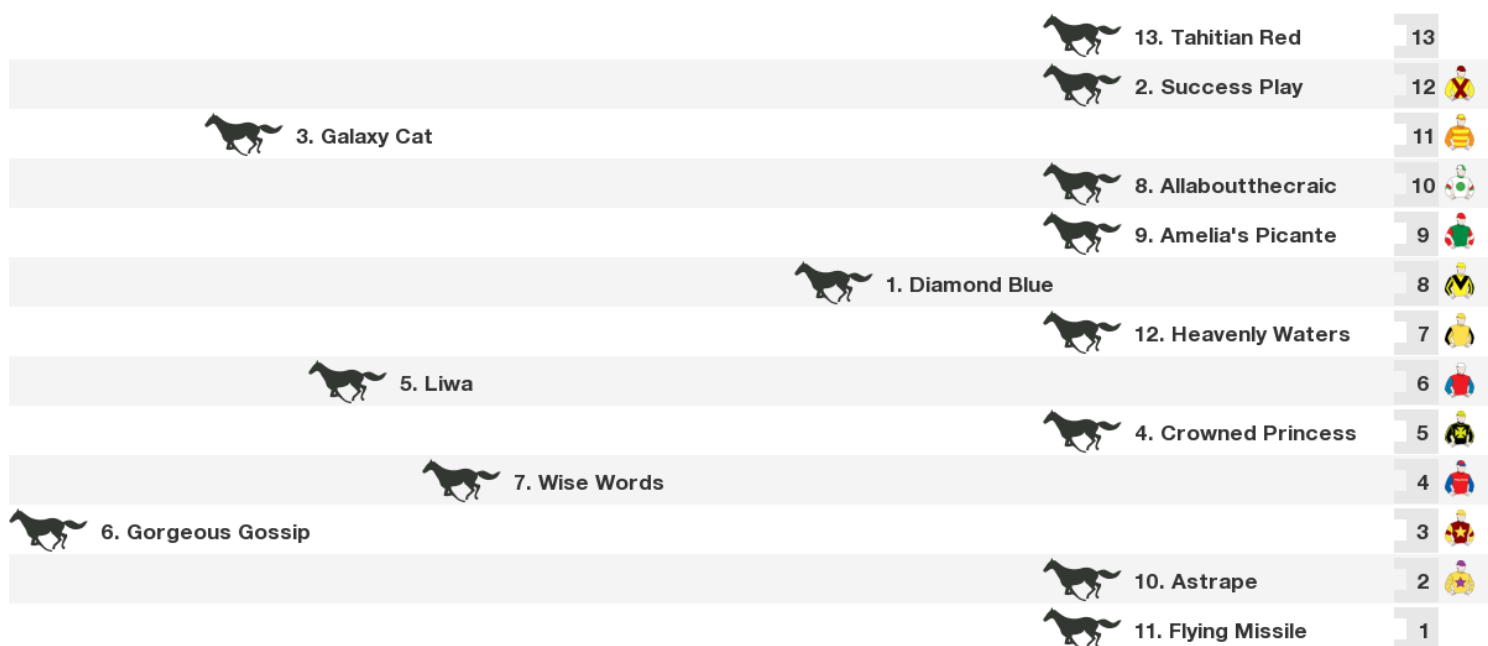 13. Tahitian Red 13
2. Success Play 12
3. Galaxy Cat 11
8. Allaboutthecraic 10
9. Amelia's Picante 9
1. Diamond Blue 8
12. Heavenly Waters 7
5. Liwa 6
4. Crowned Princess 5
7. Wise Words 4
6. Gorgeous Gossip 3
10. Astrape 2
11. Flying Missile 1